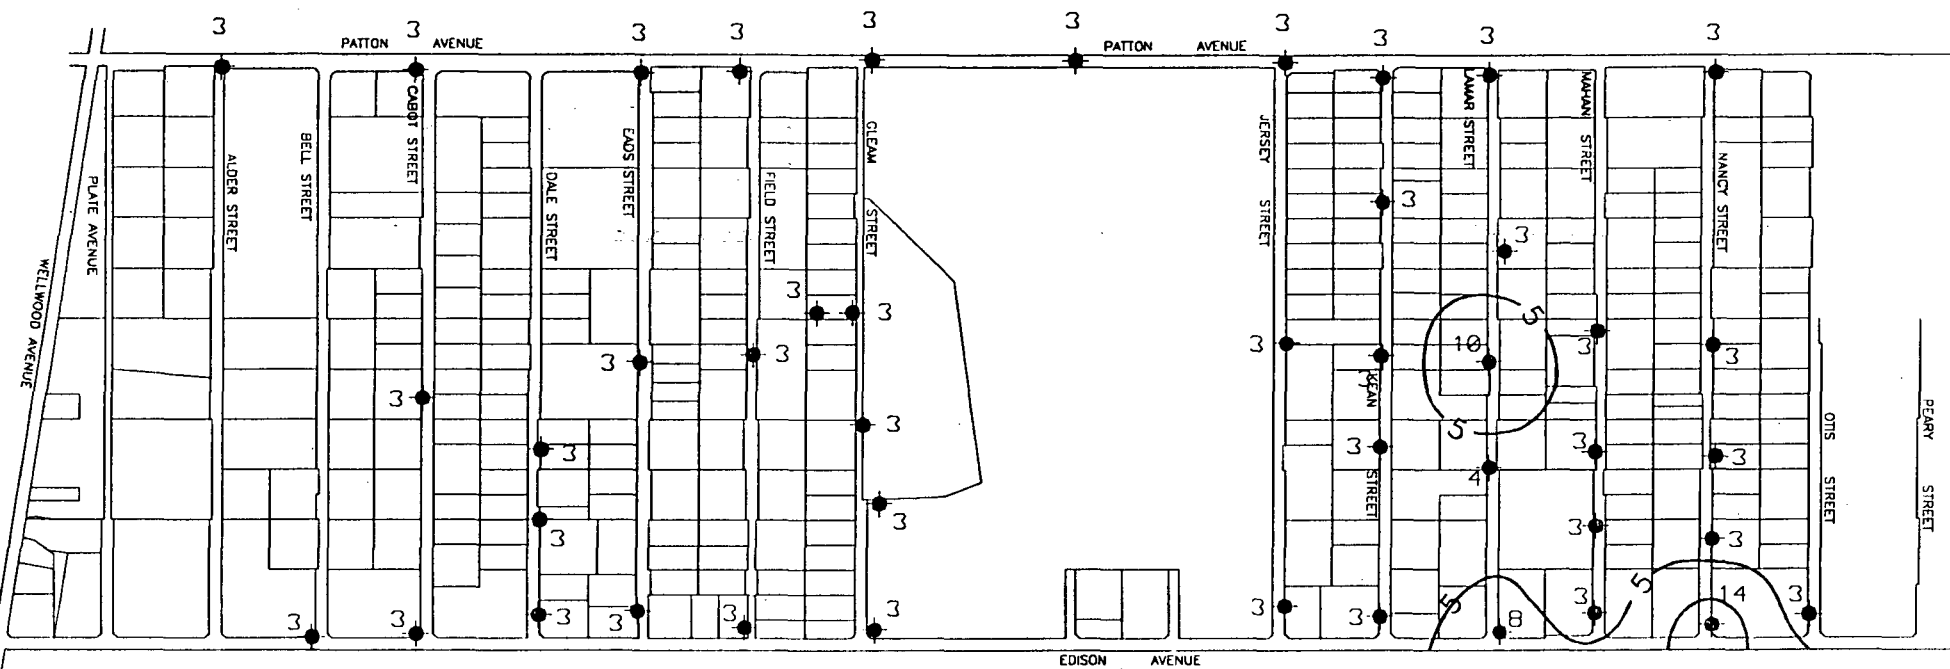 3 3 3 3 3 3 3 3 3 3
PATTON AVENUE
PATTON AVENUE
WELLWOOD AVENUE
PLATE AVENUE
ALDER STREET
BELL STREET
CABOT STREET
DALE STREET
EADS STREET
FIELD STREET
GLEAM STREET
JERSEY STREET
KEAN STREET
LAMAR STREET
MAHAN STREET
NANCY STREET
OTIS STREET
PEARY STREET
3
3
3 3
5
3 10 3 3
3 3
3
3 5
3 3 3 3 3
4
3 3 3 3
5 5
3 14 3
3 3 3 3 3 3 3 3 8
EDISON AVENUE